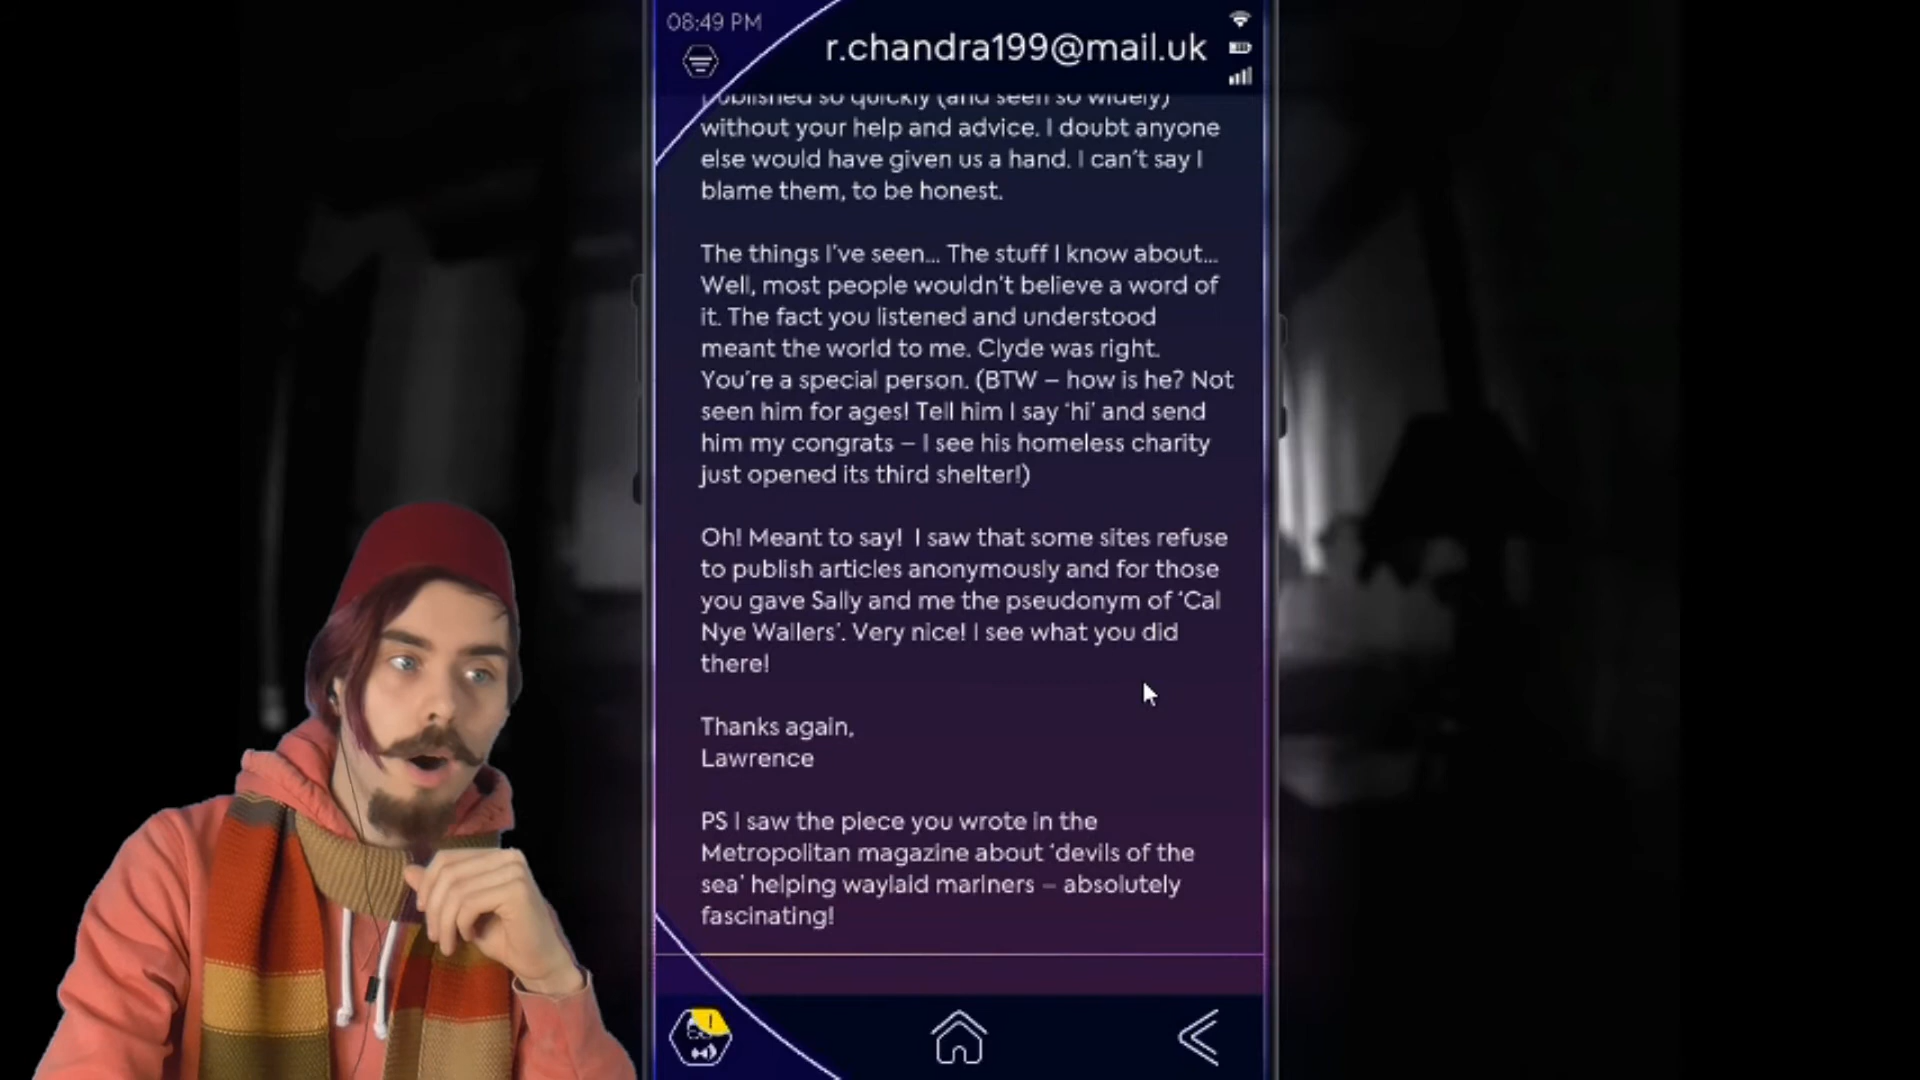 08:49 PM
r.chandra199@mail.uk
published so quickly (and seen so widely)
without your help and advice. I doubt anyone
else would have given us a hand. I can't say I
blame them, to be honest.
The things I've seen... The stuff I know about...
Well, most people wouldn't believe a word of
it. The fact you listened and understood
meant the world to me. Clyde was right.
You're a special person. (BTW – how is he? Not
seen him for ages! Tell him I say ‘hi’ and send
him my congrats – I see his homeless charity
just opened its third shelter!)
Oh! Meant to say!  I saw that some sites refuse
to publish articles anonymously and for those
you gave Sally and me the pseudonym of ‘Cal
Nye Wallers’. Very nice! I see what you did
there!
Thanks again,
Lawrence
PS I saw the piece you wrote in the
Metropolitan magazine about ‘devils of the
sea’ helping waylaid mariners – absolutely
fascinating!